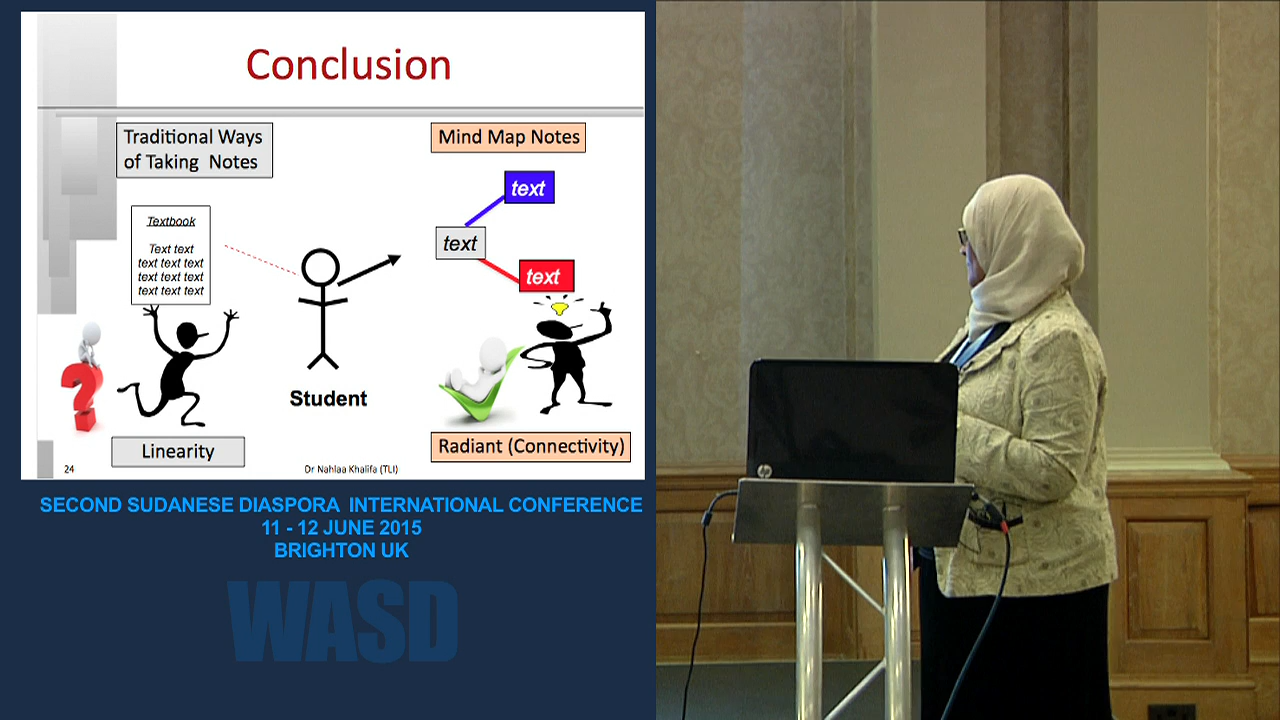 Conclusion
Traditional Ways
of Taking Notes
Mind Map Notes
text
Textbook
Text text
text text text
text text text
text text text
text
text
Student
Linearity
Radiant (Connectivity)
24
Dr Nahlaa Khalifa (TLI)
SECOND SUDANESE DIASPORA INTERNATIONAL CONFERENCE
11 - 12 JUNE 2015
BRIGHTON UK
WASD
hp